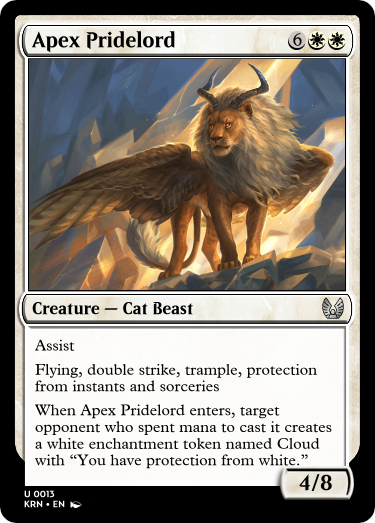 Apex Pridelord 6
Creature — Cat Beast
Assist
Flying, double strike, trample, protection
from instants and sorceries
When Apex Pridelord enters, target
opponent who spent mana to cast it creates
a white enchantment token named Cloud
with “You have protection from white.”
4/8
U 0013
KRN • EN